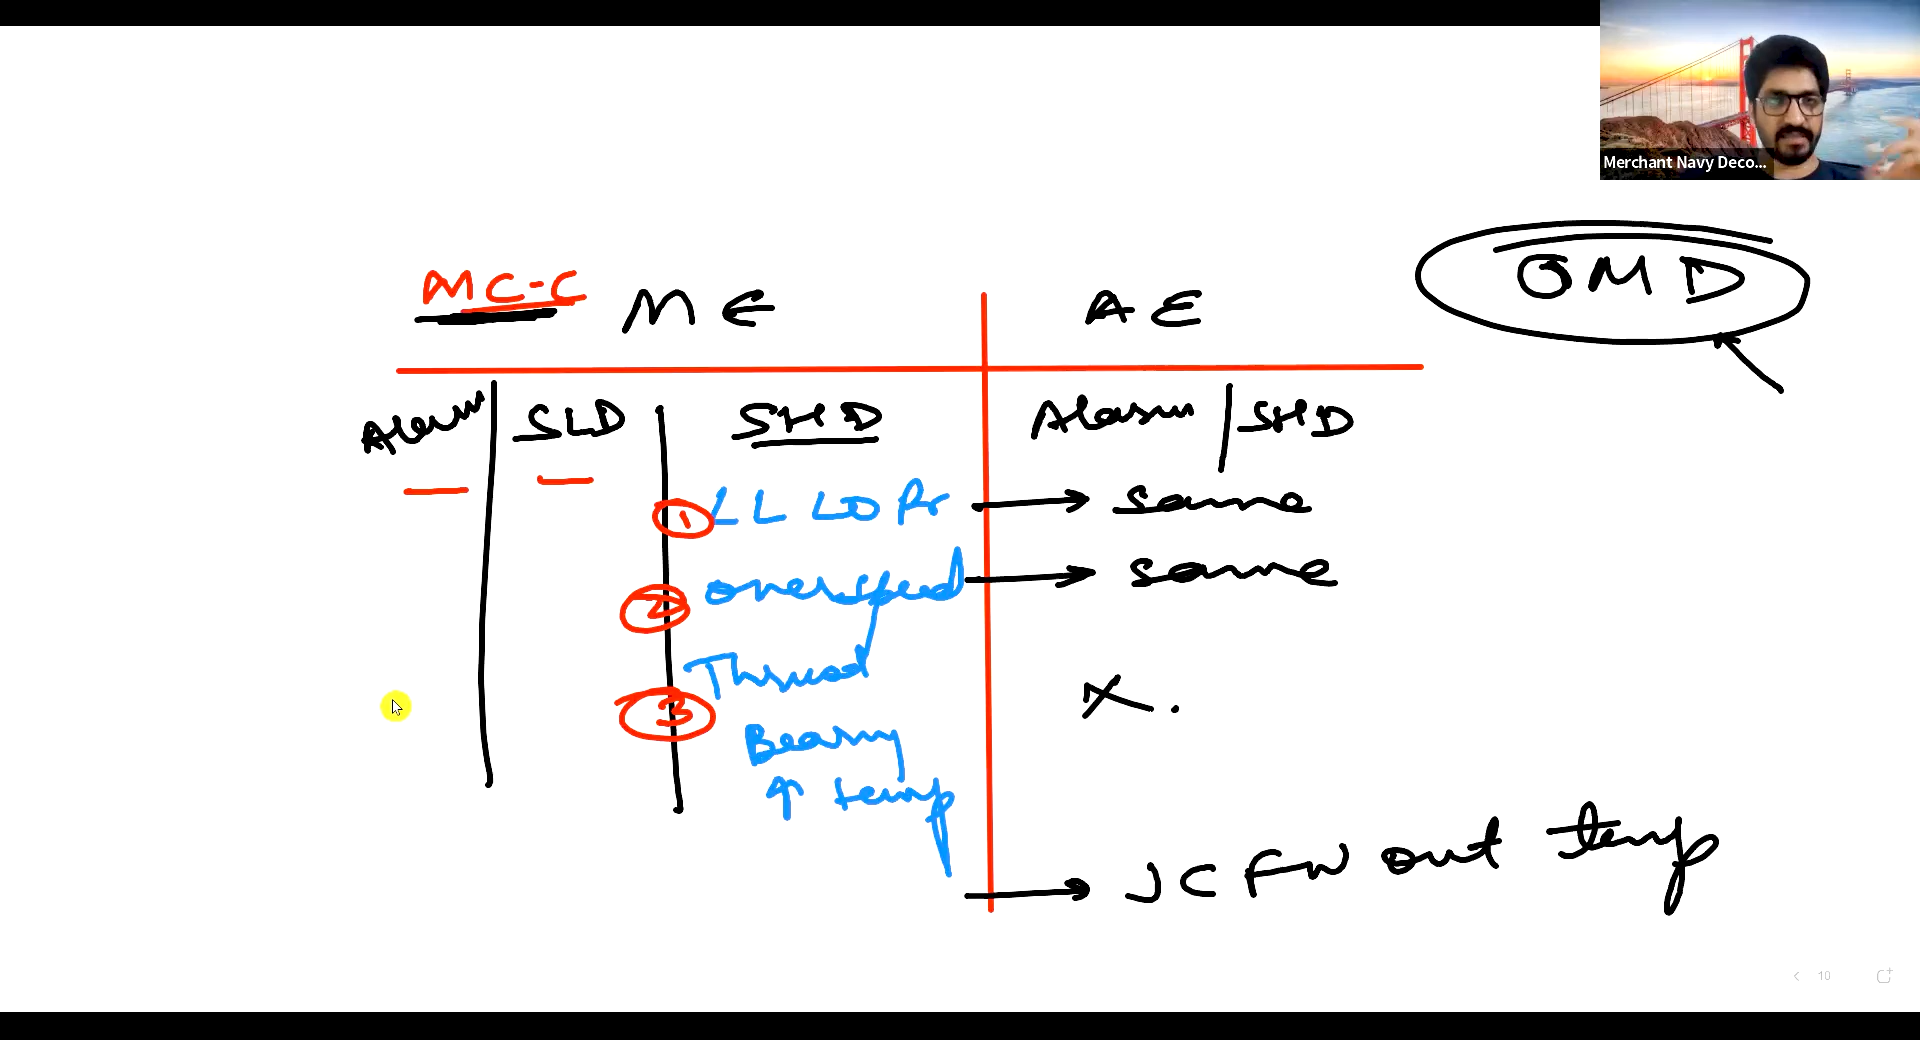 Merchant Navy Deco...
OMD
MC-C
ME
AE
Alarm
SLD
SHD
Alarm
SHD
1 LL LO Pr → same
2 overspeed → same
3 Thrust
Bearing
↑ temp
X.
→ JC FW out temp
10